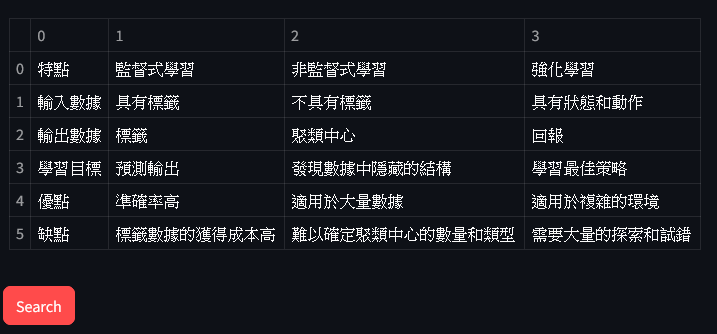 0 1 2 3
0 特點 監督式學習 非監督式學習 強化學習
1 輸入數據 具有標籤 不具有標籤 具有狀態和動作
2 輸出數據 標籤 聚類中心 回報
3 學習目標 預測輸出 發現數據中隱藏的結構 學習最佳策略
4 優點 準確率高 適用於大量數據 適用於複雜的環境
5 缺點 標籤數據的獲得成本高 難以確定聚類中心的數量和類型 需要大量的探索和試錯
Search